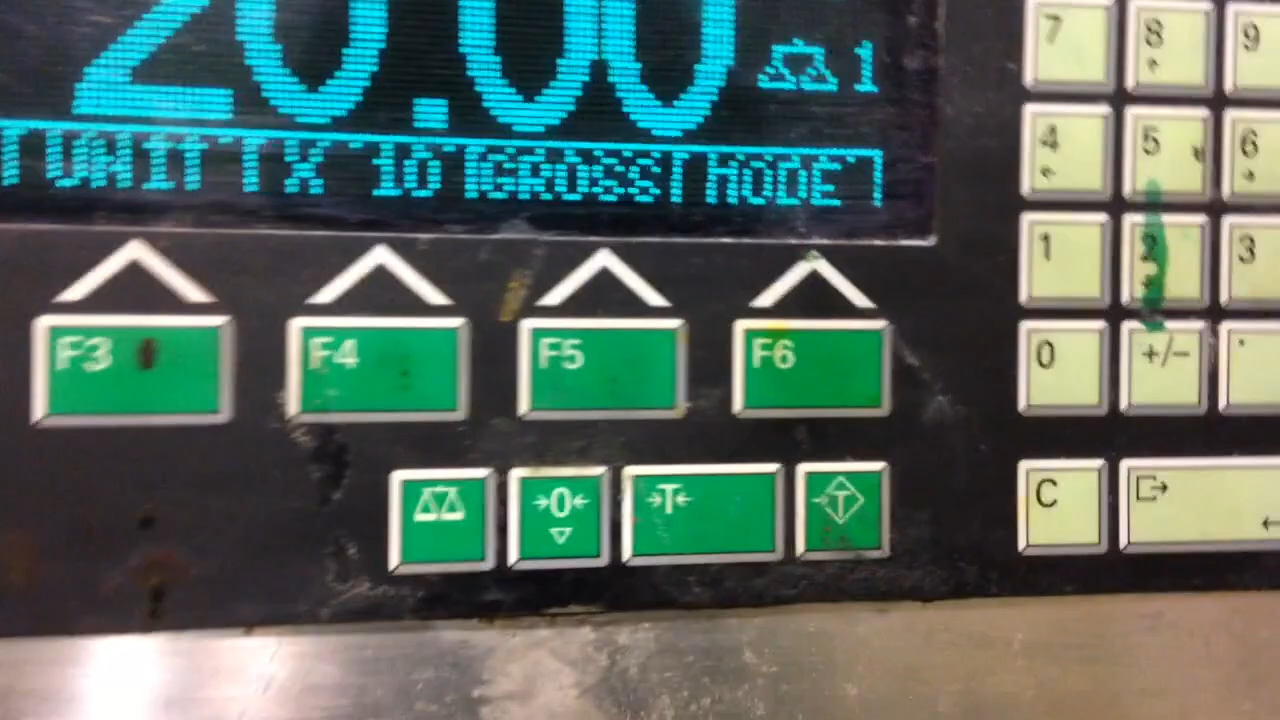 20.00 1
UNIT X 10 GROSS MODE
7 8 9
4 5 6
F3 F4 F5 F6
1 2 3
0 +/- .
→0← →T← T
C